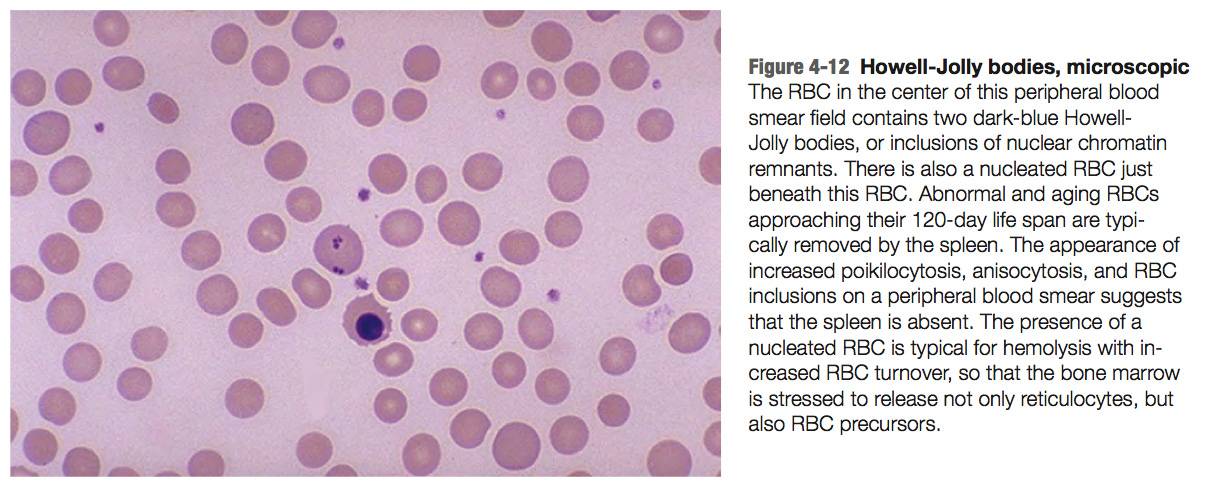 Figure 4-12 Howell-Jolly bodies, microscopic
The RBC in the center of this peripheral blood
smear field contains two dark-blue Howell-
Jolly bodies, or inclusions of nuclear chromatin
remnants. There is also a nucleated RBC just
beneath this RBC. Abnormal and aging RBCs
approaching their 120-day life span are typi-
cally removed by the spleen. The appearance of
increased poikilocytosis, anisocytosis, and RBC
inclusions on a peripheral blood smear suggests
that the spleen is absent. The presence of a
nucleated RBC is typical for hemolysis with in-
creased RBC turnover, so that the bone marrow
is stressed to release not only reticulocytes, but
also RBC precursors.